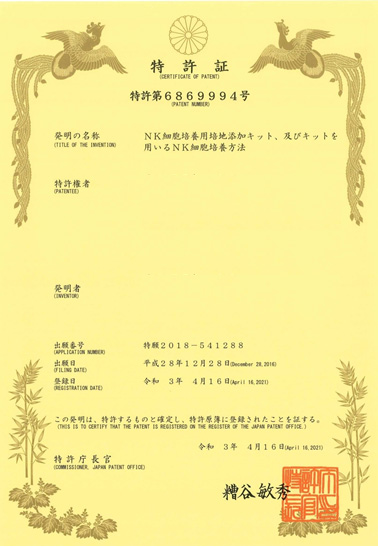 特許証
(CERTIFICATE OF PATENT)
特許第6869994号
(PATENT NUMBER)
発明の名称
(TITLE OF THE INVENTION)
NK細胞培養用培地添加キット、及びキットを
用いるNK細胞培養方法
特許権者
(PATENTEE)
発明者
(INVENTOR)
出願番号
(APPLICATION NUMBER)
特願2018-541288
出願日
(FILING DATE)
平成28年12月28日(December 28, 2016)
登録日
(REGISTRATION DATE)
令和 3年 4月16日(April 16, 2021)
この発明は、特許するものと確定し、特許原簿に登録されたことを証する。
(THIS IS TO CERTIFY THAT THE PATENT IS REGISTERED ON THE REGISTER OF THE JAPAN PATENT OFFICE.)
令和 3年 4月16日(April 16, 2021)
特許庁長官
(COMMISSIONER, JAPAN PATENT OFFICE)
糟谷敏秀